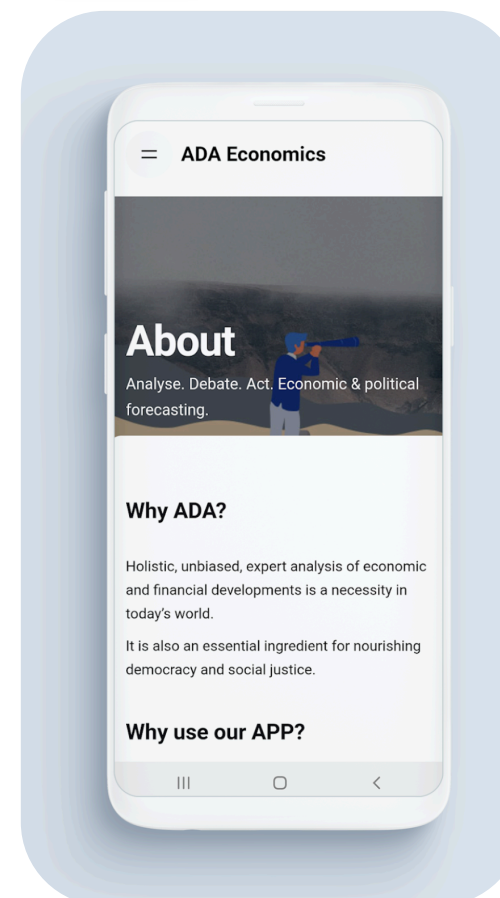 ADA Economics
About
Analyse. Debate. Act. Economic & political
forecasting.
Why ADA?
Holistic, unbiased, expert analysis of economic
and financial developments is a necessity in
today's world.
It is also an essential ingredient for nourishing
democracy and social justice.
Why use our APP?